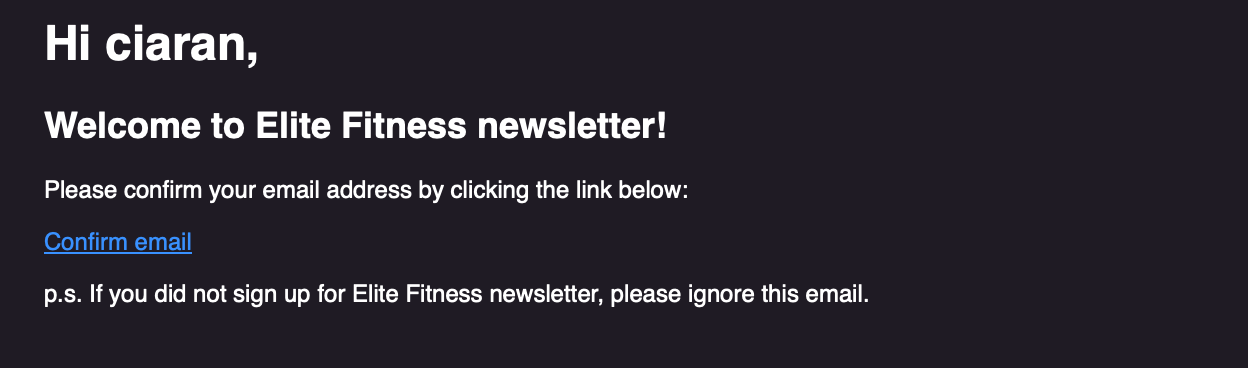 Hi ciaran,
Welcome to Elite Fitness newsletter!
Please confirm your email address by clicking the link below:
Confirm email
p.s. If you did not sign up for Elite Fitness newsletter, please ignore this email.